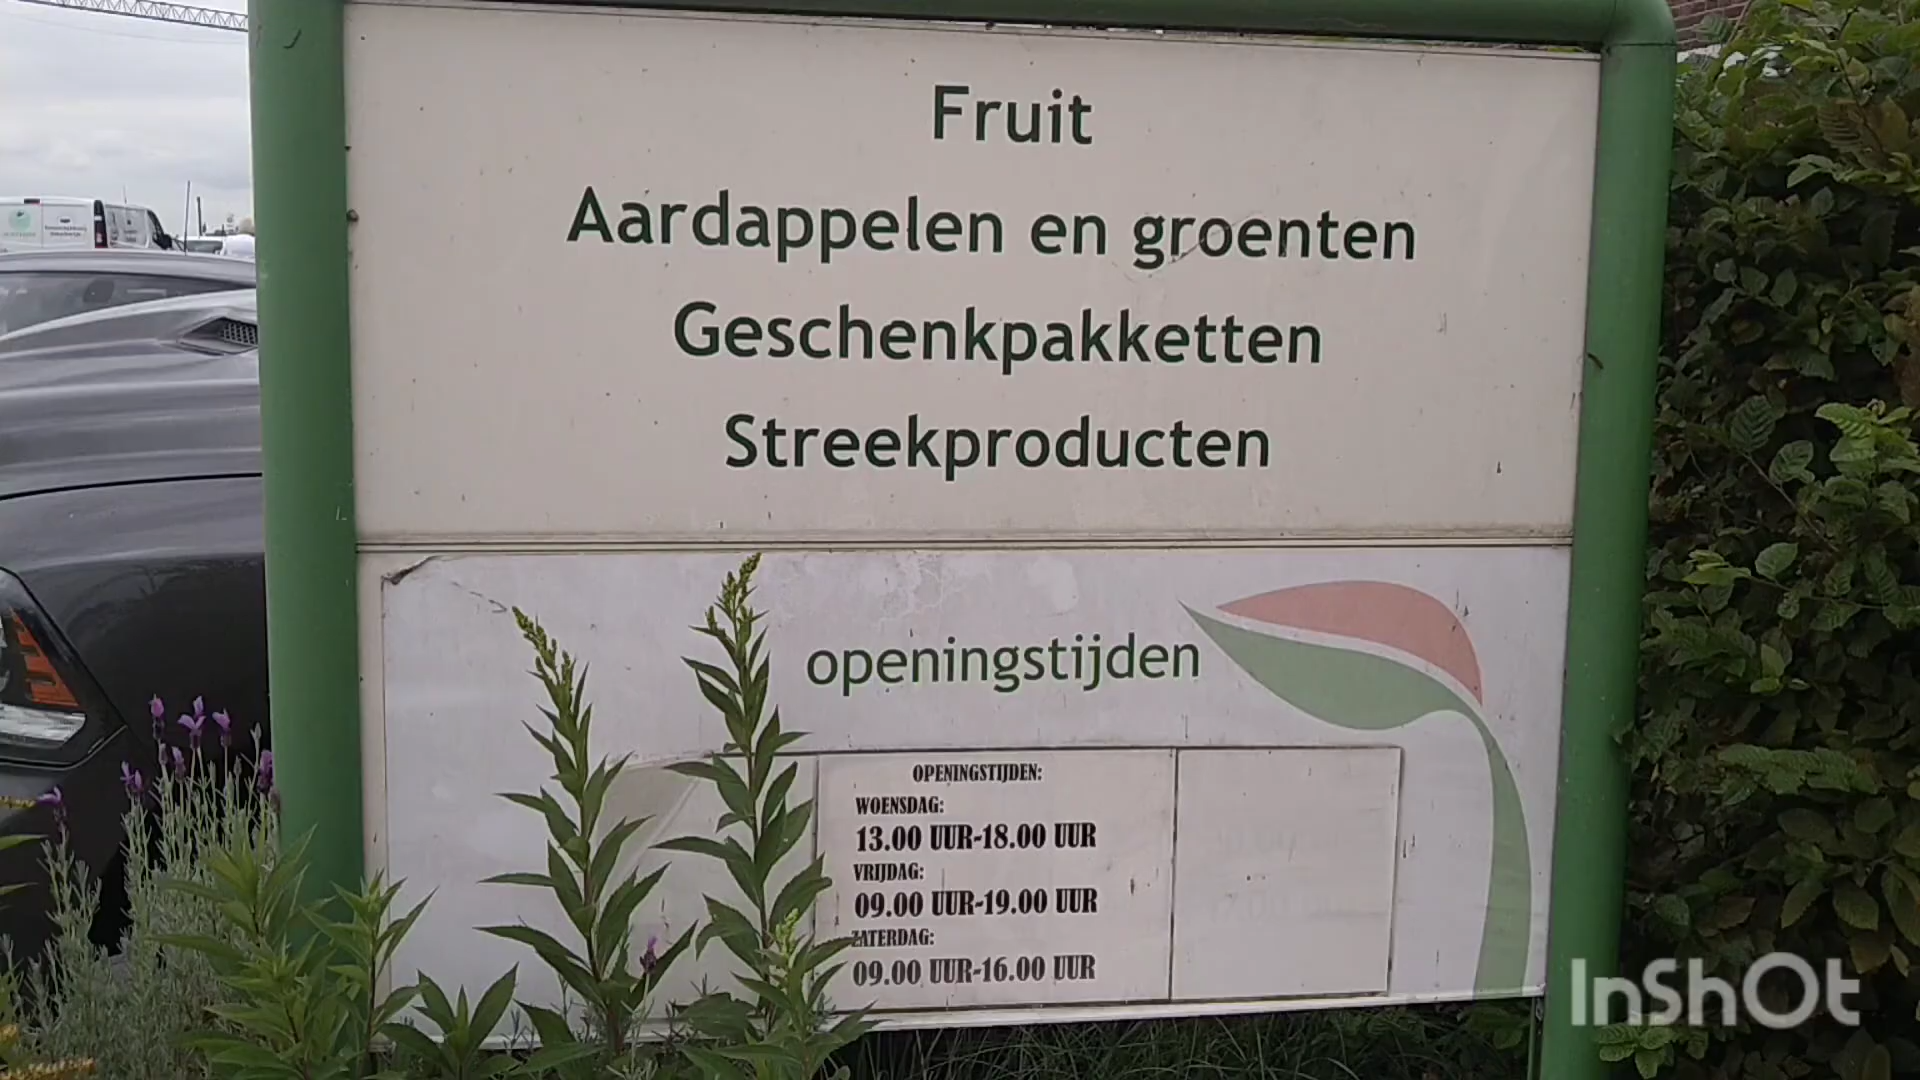 Fruit
Aardappelen en groenten
Geschenkpakketten
Streekproducten
openingstijden
OPENINGSTIJDEN:
WOENSDAG:
13.00 UUR-18.00 UUR
VRIJDAG:
09.00 UUR-19.00 UUR
ZATERDAG:
09.00 UUR-16.00 UUR
InShOt